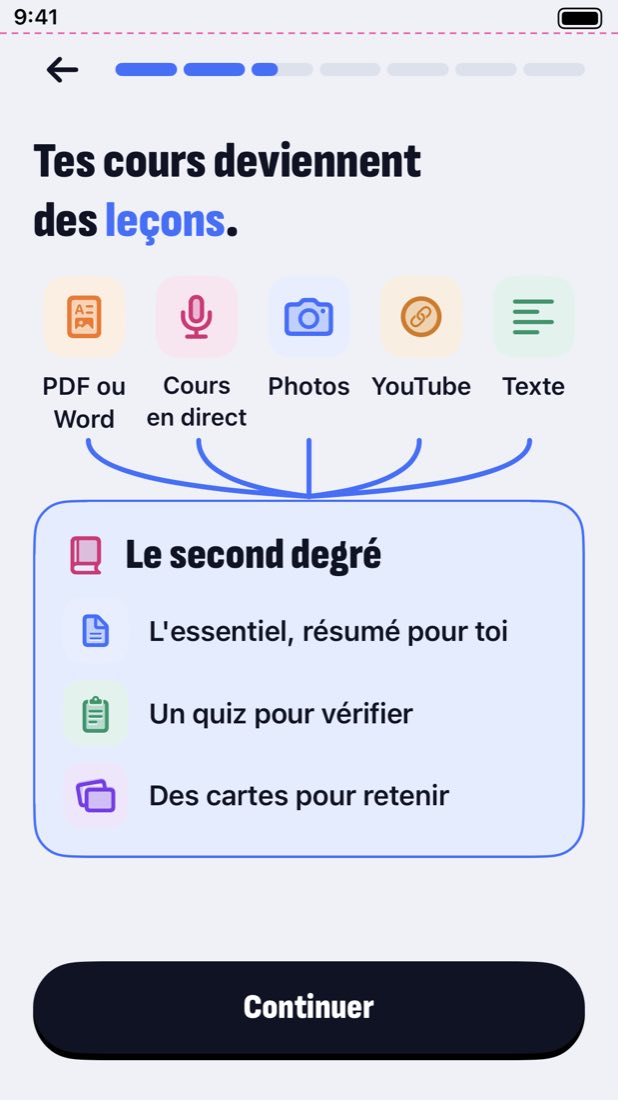 9:41
Tes cours deviennent
des leçons.
PDF ou
Word
Cours
en direct
Photos
YouTube
Texte
Le second degré
L'essentiel, résumé pour toi
Un quiz pour vérifier
Des cartes pour retenir
Continuer